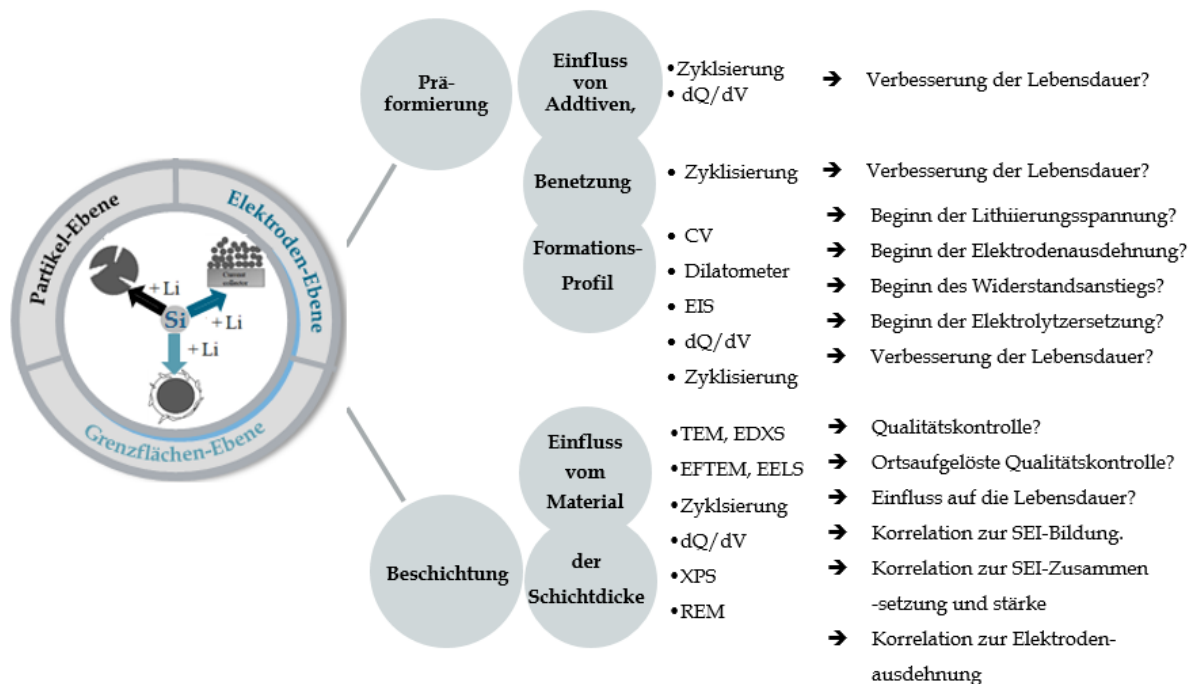 Partikel-Ebene
Elektroden-Ebene
Grenzflächen-Ebene
Current
collector
+ Li
Si
+ Li
+ Li
Prä-
formierung
Einfluss
von
Addtiven,
•Zyklsierung ➔ Verbesserung der Lebensdauer?
• dQ/dV
Benetzung
• Zyklisierung ➔ Verbesserung der Lebensdauer?
Formations-
Profil
• CV ➔ Beginn der Lithiierungsspannung?
• Dilatometer ➔ Beginn der Elektrodenausdehnung?
• EIS ➔ Beginn des Widerstandsanstiegs?
• dQ/dV ➔ Beginn der Elektrolytzersetzung?
• Zyklisierung ➔ Verbesserung der Lebensdauer?
Beschichtung
Einfluss
vom
Material
der
Schichtdicke
•TEM, EDXS ➔ Qualitätskontrolle?
•EFTEM, EELS ➔ Ortsaufgelöste Qualitätskontrolle?
•Zyklsierung ➔ Einfluss auf die Lebensdauer?
•dQ/dV ➔ Korrelation zur SEI-Bildung.
•XPS ➔ Korrelation zur SEI-Zusammen
-setzung und stärke
•REM ➔ Korrelation zur Elektroden-
ausdehnung